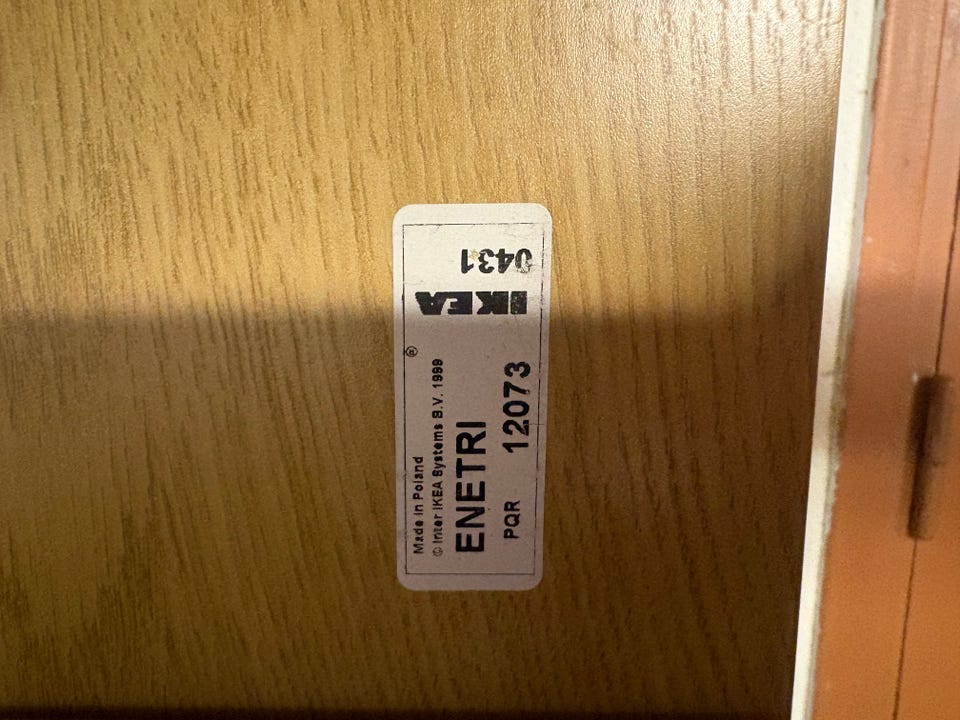 Made in Poland
© Inter IKEA Systems B.V. 1999
ENETRI
PQR 12073
®
IKEA
0431